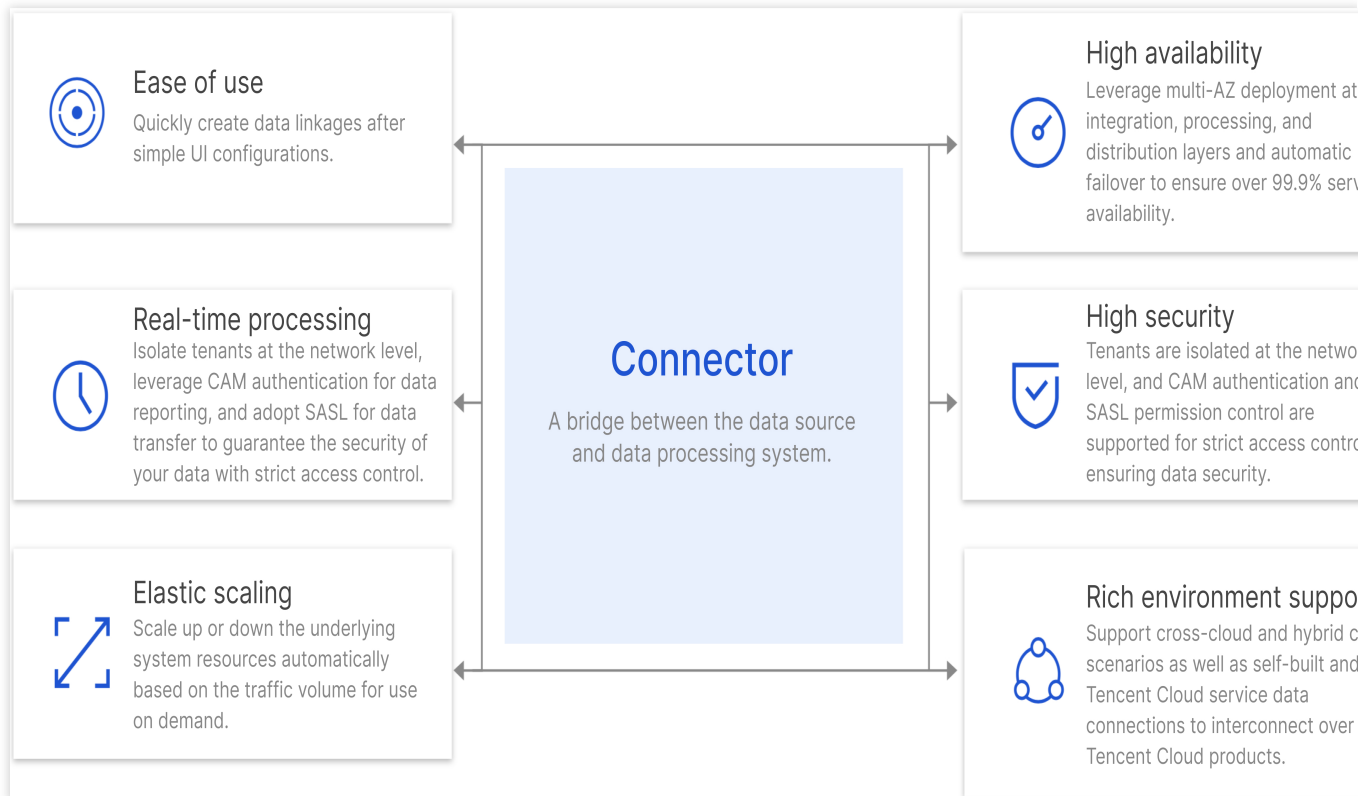 Ease of use
Quickly create data linkages after
simple UI configurations.
Real-time processing
Isolate tenants at the network level,
leverage CAM authentication for data
reporting, and adopt SASL for data
transfer to guarantee the security of
your data with strict access control.
Elastic scaling
Scale up or down the underlying
system resources automatically
based on the traffic volume for use
on demand.
Connector
A bridge between the data source
and data processing system.
High availability
Leverage multi-AZ deployment at
integration, processing, and
distribution layers and automatic
failover to ensure over 99.9%
availability.
High security
Tenants are isolated at the
level, and CAM authentication
SASL permission control are
supported for strict access
ensuring data security.
Rich environment
Support cross-cloud and hybrid
scenarios as well as self-built and
Tencent Cloud service data
connections to interconnect over
Tencent Cloud products.